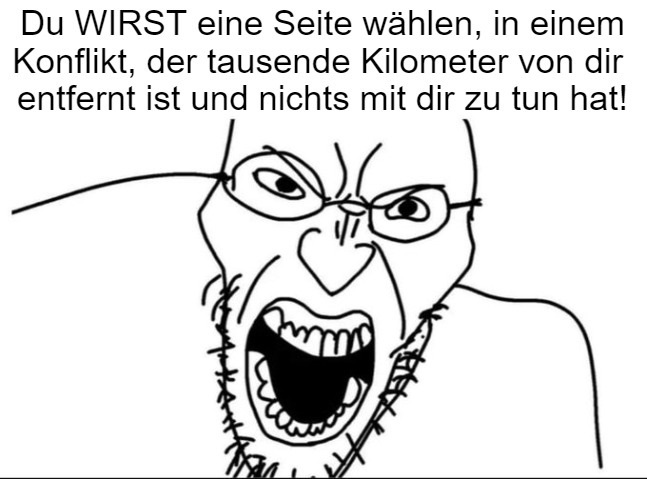 Du WIRST eine Seite wählen, in einem
Konflikt, der tausende Kilometer von dir
entfernt ist und nichts mit dir zu tun hat!